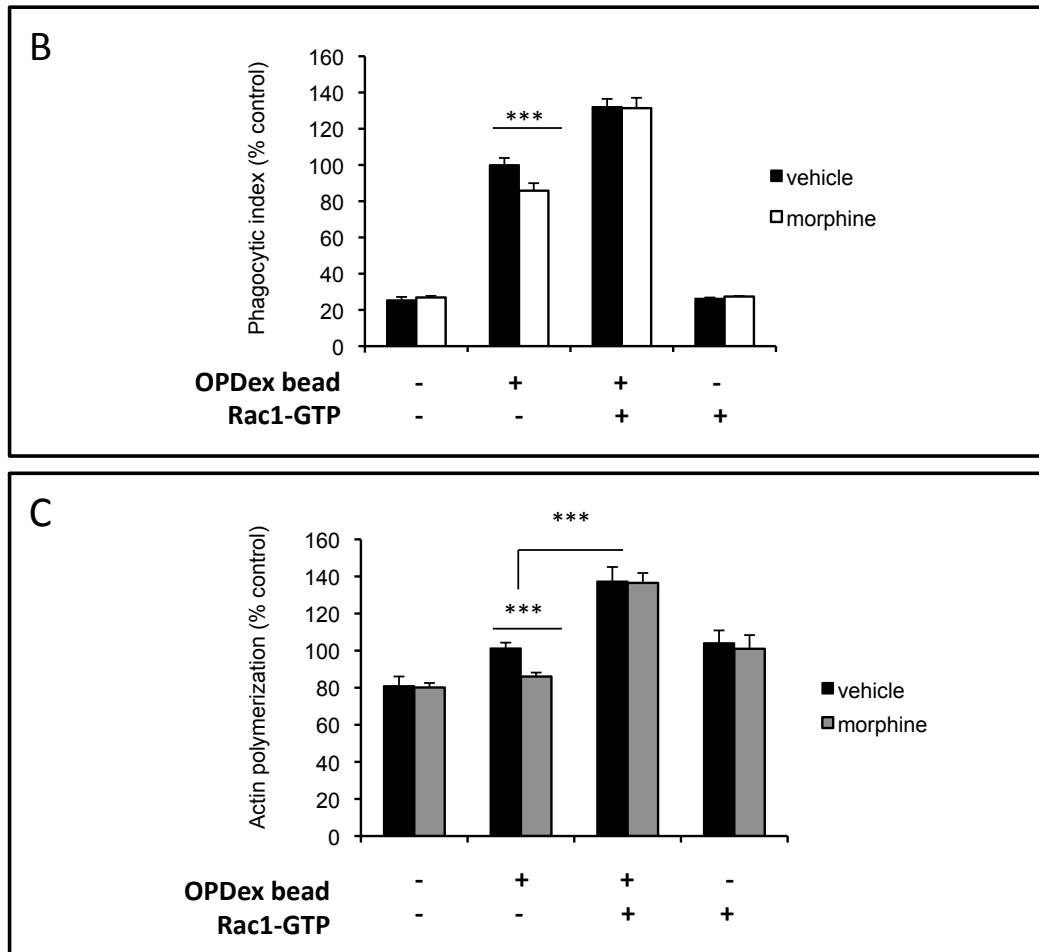 B
Phagocytic index (% control)
160
140
120
100
80
60
40
20
0
***
vehicle
morphine
OPDex bead - + + -
Rac1-GTP - - + +
C
Actin polymerization (% control)
160
140
120
100
80
60
40
20
0
***
***
vehicle
morphine
OPDex bead - + + -
Rac1-GTP - - + +